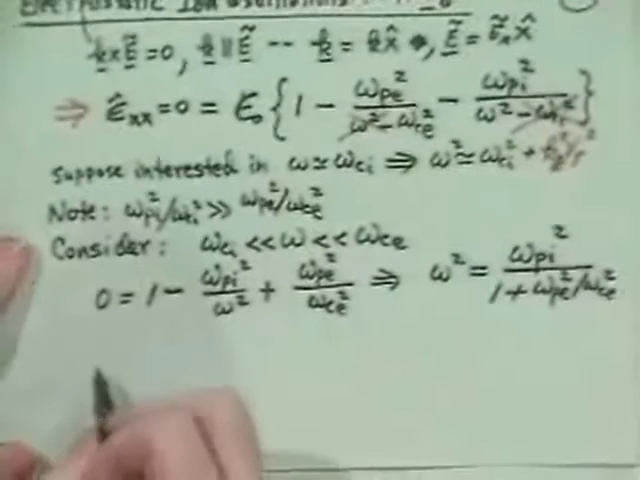 Electrostatic Ion
k × Ẽ = 0, k ∥ Ẽ -- k = k x̂, Ẽ = Ẽₓ x̂
⇒ ε̂ₓₓ = 0 = ε₀ { 1 − ωpe²/(ω² − ωce²) − ωpi²/(ω² − ωci²) }
suppose interested in ω ≃ ωci ⇒ ω² ≃ ωci² +
Note: ωpi²/ωci² >> ωpe²/ωce²
Consider: ωci << ω << ωce
0 = 1 − ωpi²/ω² + ωpe²/ωce² ⇒ ω² = ωpi²/(1 + ωpe²/ωce²)